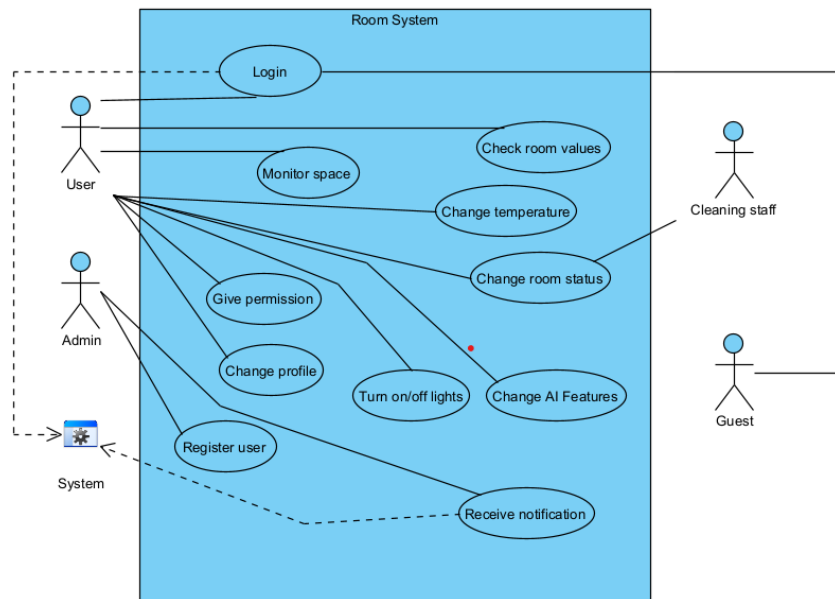 Room System
Login
User
Check room values
Monitor space
Cleaning staff
Change temperature
Change room status
Give permission
Admin
Change profile
Turn on/off lights
Change AI Features
Guest
Register user
System
Receive notification